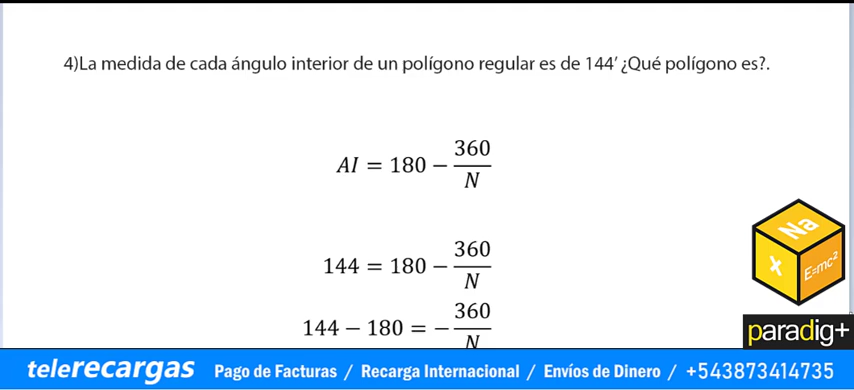 4)La medida de cada ángulo interior de un polígono regular es de 144′ ¿Qué polígono es?.
AI = 180 − 360/N
144 = 180 − 360/N
144 − 180 = − 360/N
Na
X
E=mc²
paradig+
telerecargas Pago de Facturas / Recarga Internacional / Envíos de Dinero / +543873414735